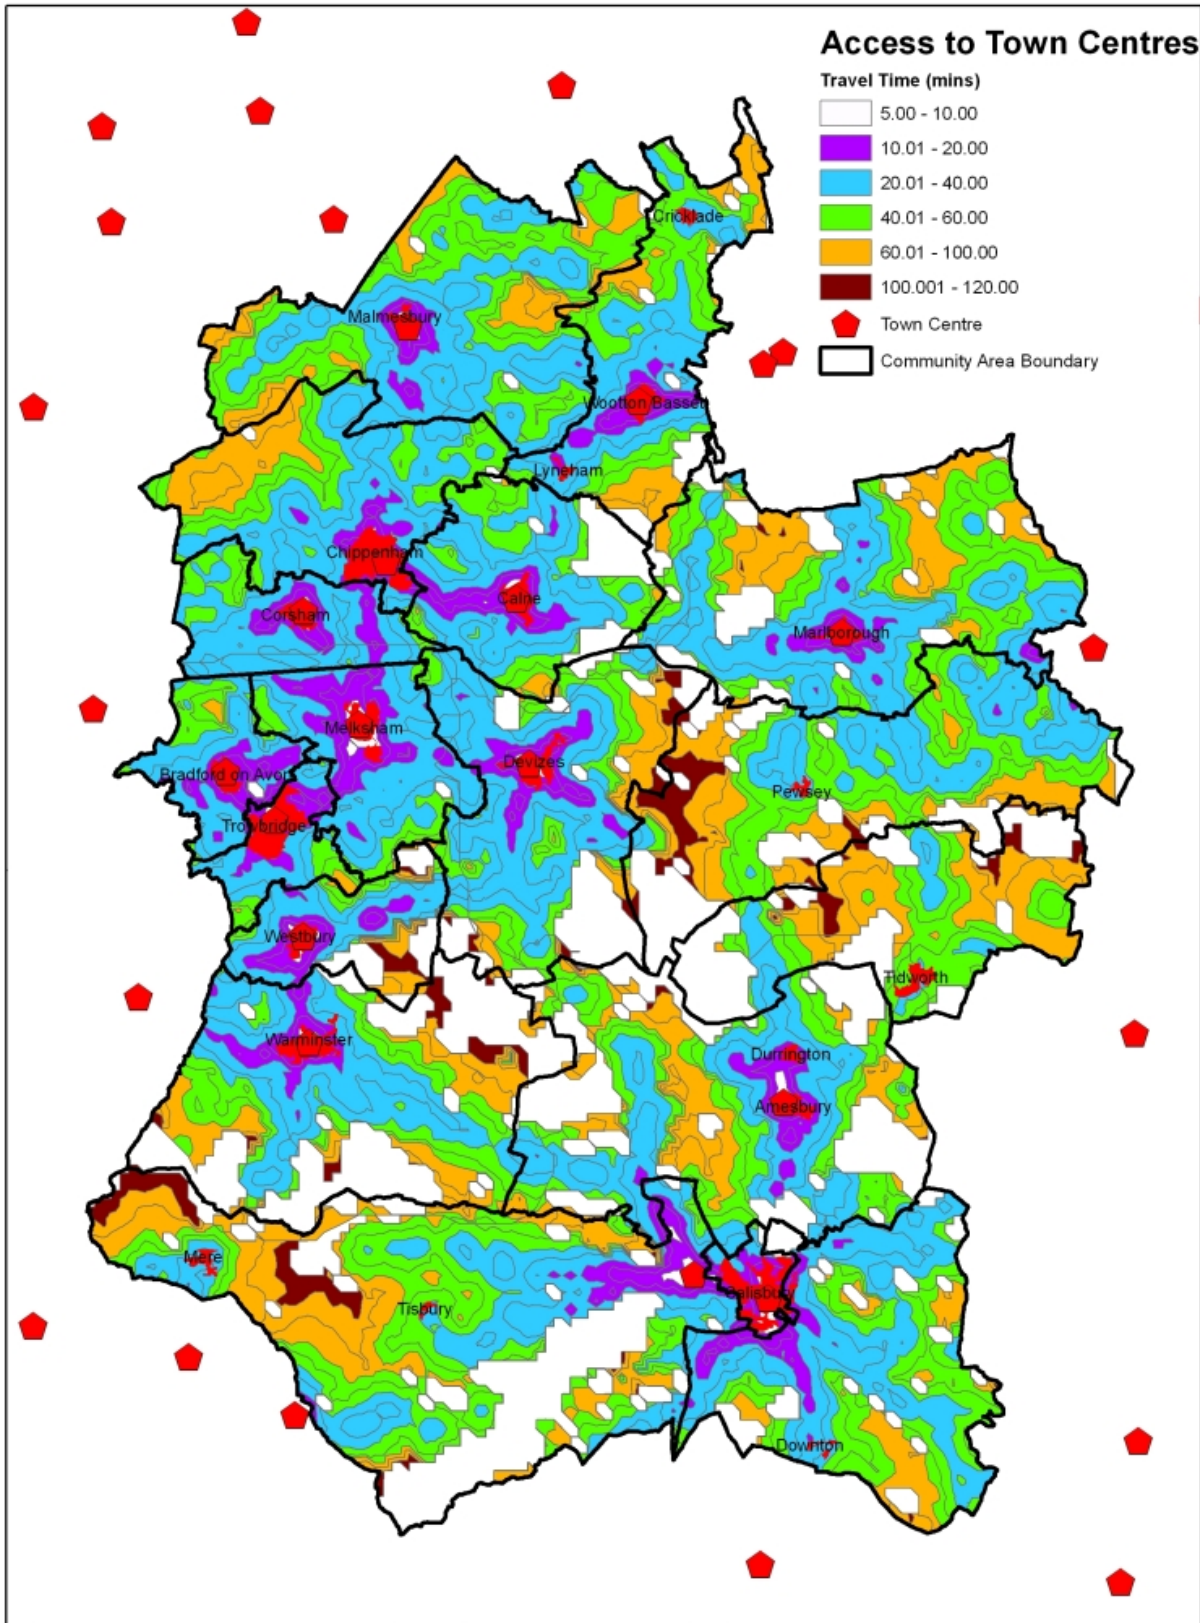 Access to Town Centres
Travel Time (mins)
5.00 - 10.00
10.01 - 20.00
20.01 - 40.00
40.01 - 60.00
60.01 - 100.00
100.001 - 120.00
Town Centre
Community Area Boundary
Cricklade
Malmesbury
Wootton Bassett
Lyneham
Chippenham
Calne
Corsham
Marlborough
Melksham
Devizes
Bradford on Avon
Pewsey
Trowbridge
Westbury
Tidworth
Warminster
Durrington
Amesbury
Mere
Salisbury
Tisbury
Downton